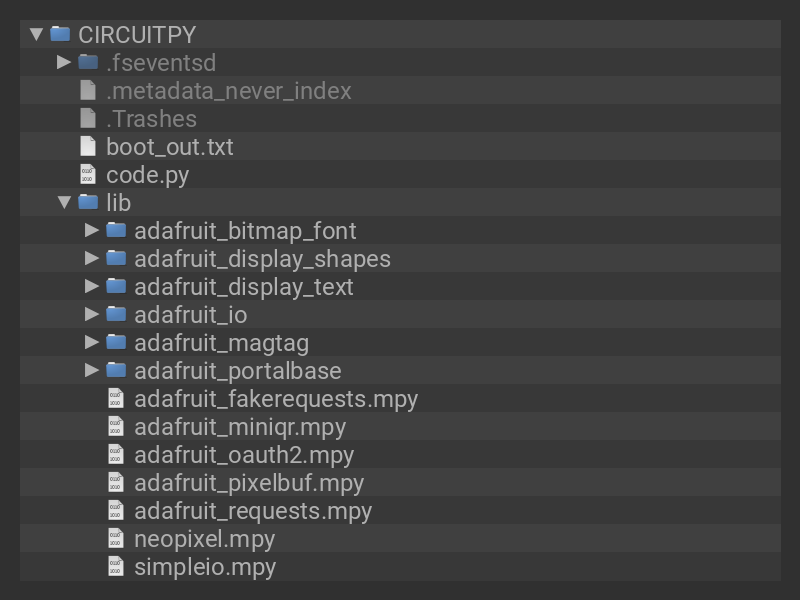 CIRCUITPY
.fseventsd
.metadata_never_index
.Trashes
boot_out.txt
code.py
lib
adafruit_bitmap_font
adafruit_display_shapes
adafruit_display_text
adafruit_io
adafruit_magtag
adafruit_portalbase
adafruit_fakerequests.mpy
adafruit_miniqr.mpy
adafruit_oauth2.mpy
adafruit_pixelbuf.mpy
adafruit_requests.mpy
neopixel.mpy
simpleio.mpy